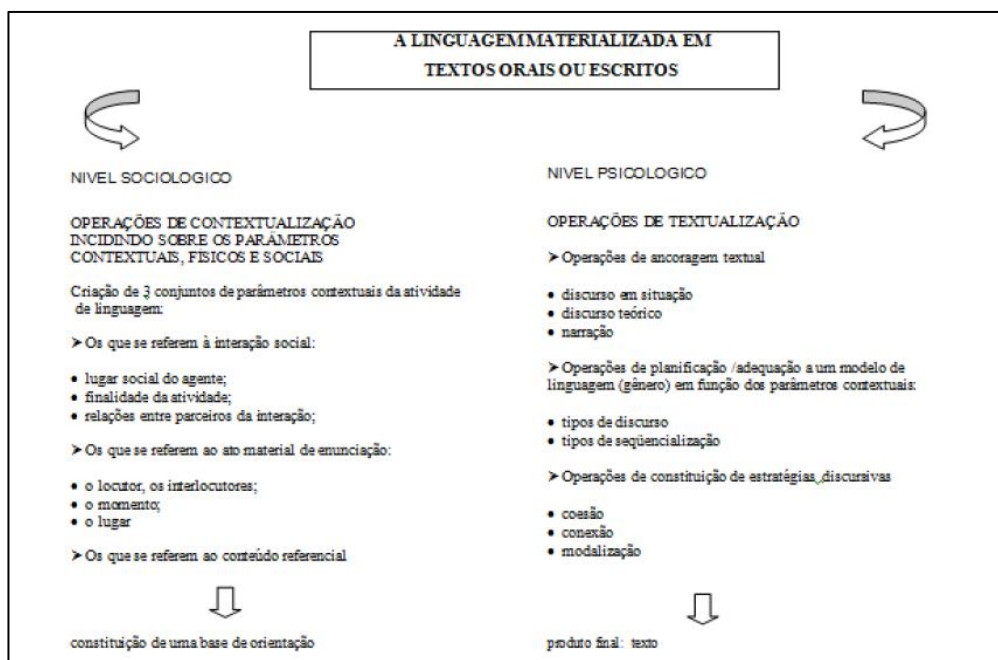 A LINGUAGEM MATERIALIZADA EM
TEXTOS ORAIS OU ESCRITOS
NIVEL SOCIOLOGICO
OPERAÇÕES DE CONTEXTUALIZAÇÃO
INCIDINDO SOBRE OS PARÂMETROS
CONTEXTUAIS, FÍSICOS E SOCIAIS
Criação de 3 conjuntos de parâmetros contextuais da atividade
de linguagem:
➤ Os que se referem à interação social:
• lugar social do agente;
• finalidade da atividade;
• relações entre parceiros da interação;
➤ Os que se referem ao ato material de enunciação:
• o locutor, os interlocutores;
• o momento;
• o lugar
➤ Os que se referem ao conteúdo referencial
constituição de uma base de orientação
NIVEL PSICOLOGICO
OPERAÇÕES DE TEXTUALIZAÇÃO
➤ Operações de ancoragem textual
• discurso em situação
• discurso teórico
• narração
➤ Operações de planificação /adequação a um modelo de
linguagem (gênero) em função dos parâmetros contextuais:
• tipos de discurso
• tipos de seqüencialização
➤ Operações de constituição de estratégias discursivas
• coesão
• conexão
• modalização
produto final: texto